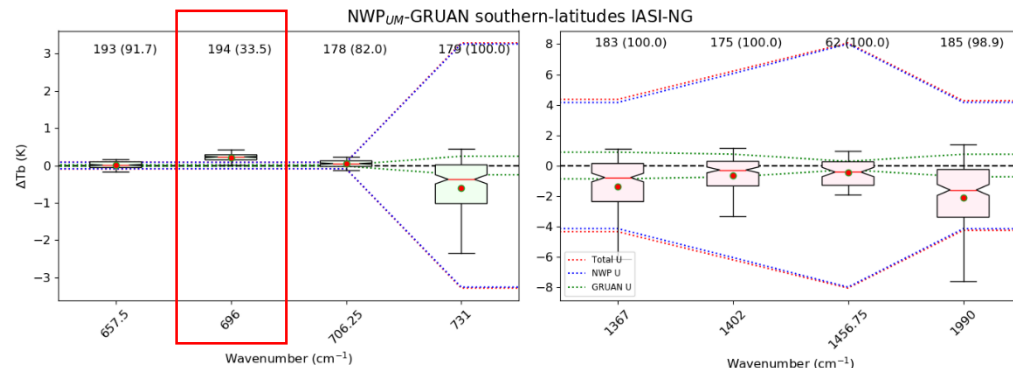 NWP_UM-GRUAN southern-latitudes IASI-NG
193 (91.7) 194 (33.5) 178 (82.0) 179 (100.0)
3
2
1
0
−1
−2
−3
ΔTb (K)
657.5 696 706.25 731
Wavenumber (cm⁻¹)
183 (100.0) 175 (100.0) 62 (100.0) 185 (98.9)
8
6
4
2
0
−2
−4
−6
−8
Total U
NWP U
GRUAN U
1367 1402 1456.75 1990
Wavenumber (cm⁻¹)